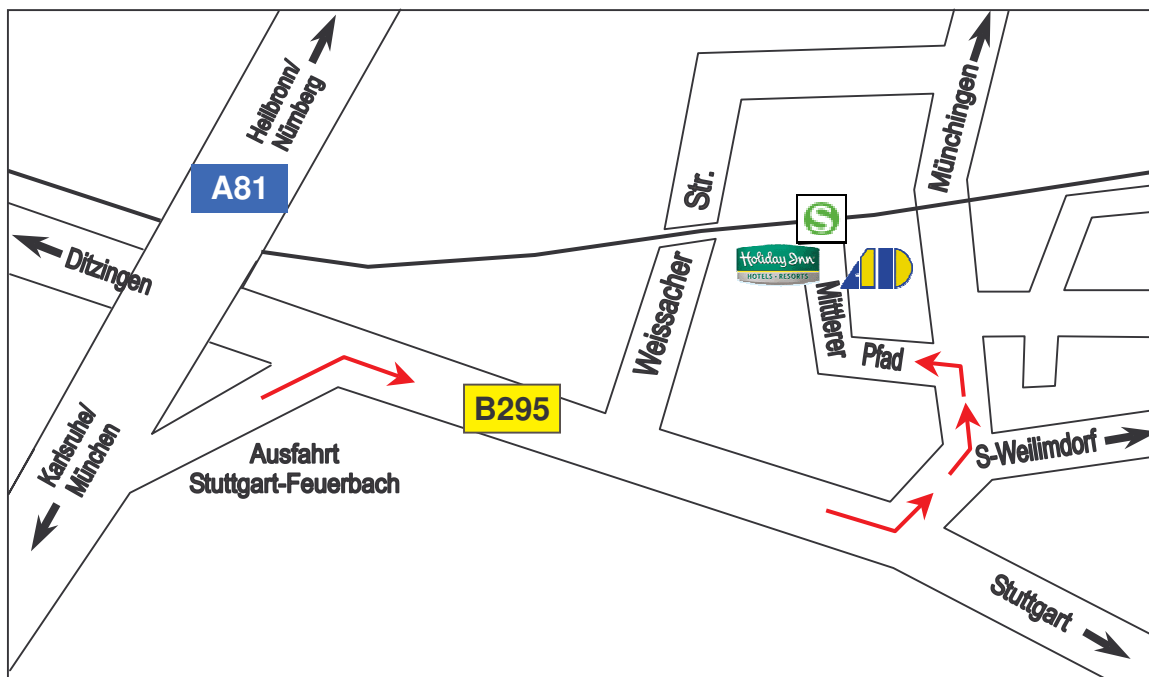 Heilbronn/
Nürnberg
A81
Ditzingen
Karlsruhe/
München
Ausfahrt
Stuttgart-Feuerbach
B295
Weissacher
Str.
S
Holiday Inn
HOTELS · RESORTS
AID
Mittlerer
Pfad
Münchingen
S-Weilimdorf
Stuttgart